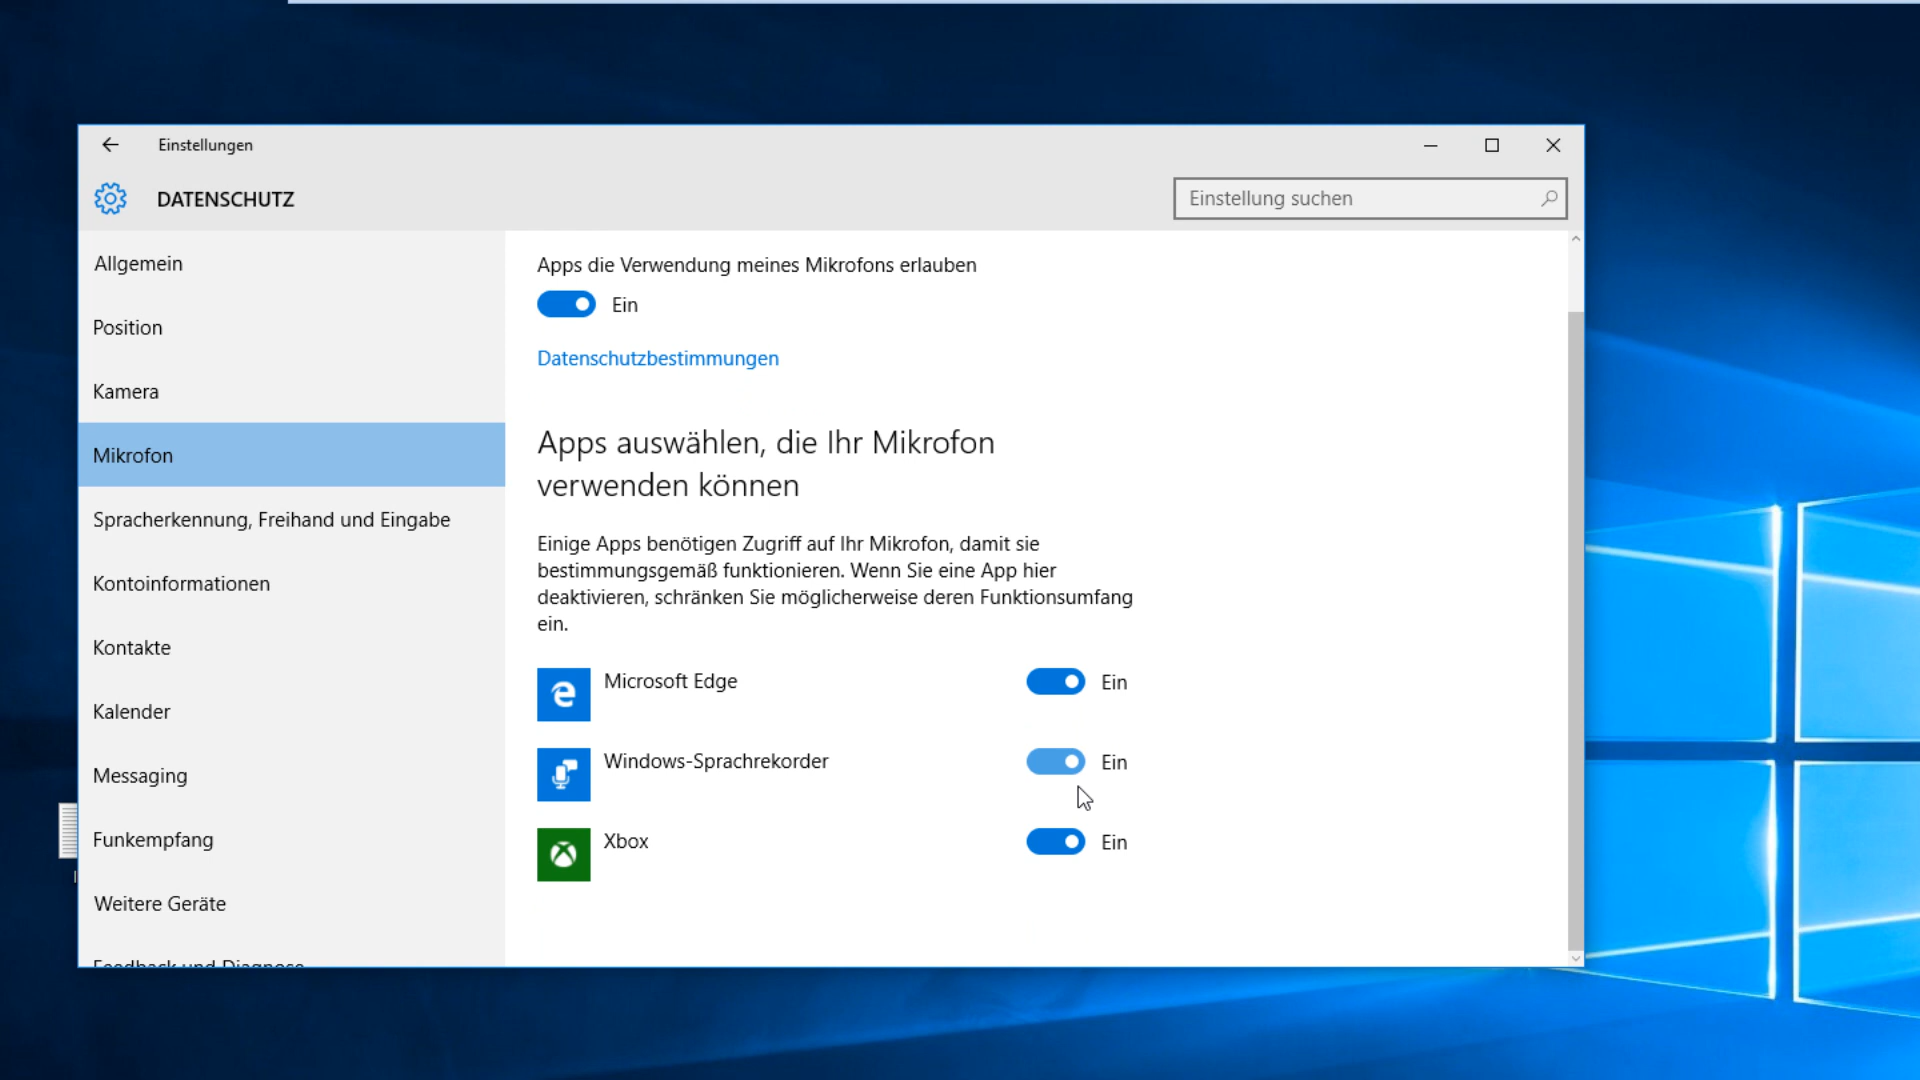 Einstellungen
DATENSCHUTZ
Einstellung suchen
Allgemein
Position
Kamera
Mikrofon
Spracherkennung, Freihand und Eingabe
Kontoinformationen
Kontakte
Kalender
Messaging
Funkempfang
Weitere Geräte
Feedback und Diagnose
Apps die Verwendung meines Mikrofons erlauben
Ein
Datenschutzbestimmungen
Apps auswählen, die Ihr Mikrofon
verwenden können
Einige Apps benötigen Zugriff auf Ihr Mikrofon, damit sie
bestimmungsgemäß funktionieren. Wenn Sie eine App hier
deaktivieren, schränken Sie möglicherweise deren Funktionsumfang
ein.
Microsoft Edge
Ein
Windows-Sprachrekorder
Ein
Xbox
Ein